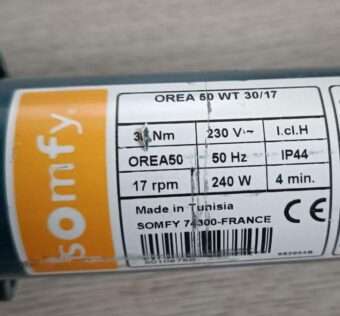 somfy.
OREA 50 WT 30/17
Nm 230 V~ I.cl.H
OREA50 50 Hz IP44
17 rpm 240 W 4 min.
Made in Tunisia
SOMFY 74300-FRANCE
CE